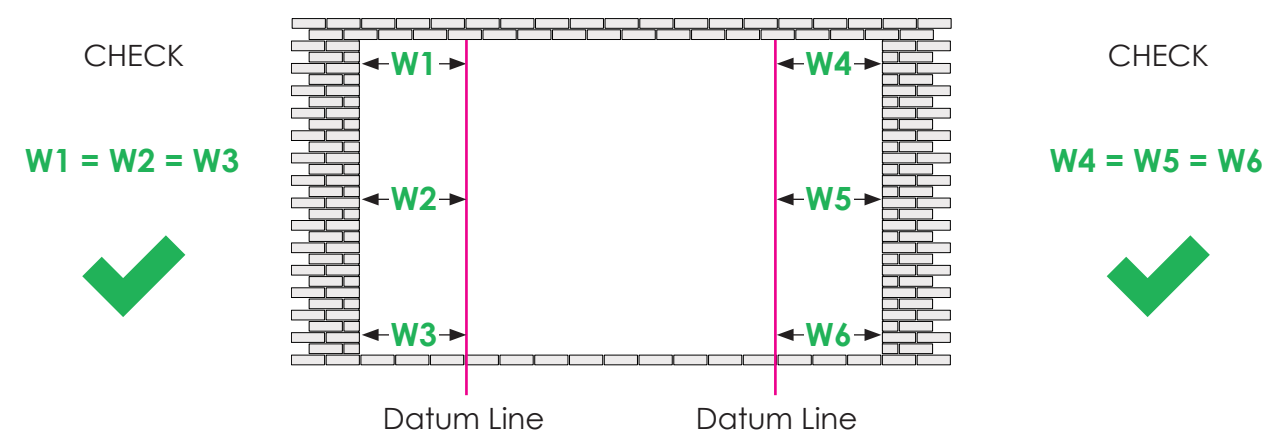 CHECK
W1 = W2 = W3
W1
W2
W3
W4
W5
W6
CHECK
W4 = W5 = W6
Datum Line
Datum Line